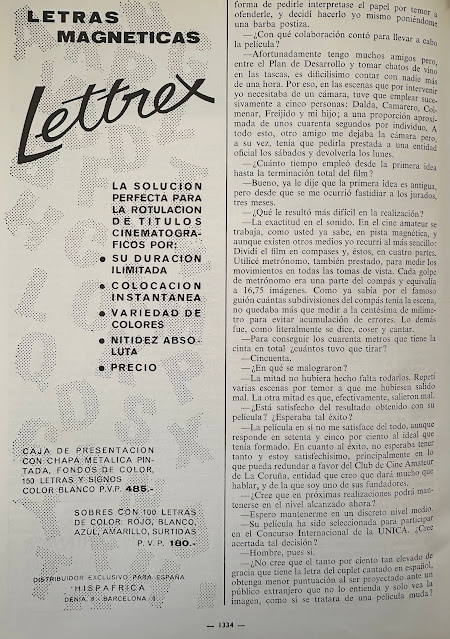 LETRAS
MAGNETICAS
Lettrex
LA SOLUCION
PERFECTA PARA
LA ROTULACION
DE TITULOS
CINEMATOGRA-
FICOS POR:
• SU DURACION
ILIMITADA
• COLOCACION
INSTANTANEA
• VARIEDAD DE
COLORES
• NITIDEZ ABSO-
LUTA
• PRECIO
CAJA DE PRESENTACION
CON CHAPA METALICA PIN-
TADA, FONDOS DE COLOR,
150 LETRAS Y SIGNOS
COLOR BLANCO P.V.P. 485.-
SOBRES CON 100 LETRAS
DE COLOR: ROJO, BLANCO,
AZUL, AMARILLO, SURTIDAS
P.V.P. 180.-
DISTRIBUIDOR EXCLUSIVO PARA ESPAÑA
HISPAFRICA
DENIA, 8 - BARCELONA - 6
forma de pedirle interpretase el papel por temor a
ofenderle, y decidí hacerlo yo mismo poniéndome
una barba postiza.
—¿Con qué colaboración contó para llevar a cabo
la película?
—Afortunadamente tengo muchos amigos pero,
entre el Plan de Desarrollo y tomar chatos de vino
en las tascas, es dificilísimo contar con nadie más
de una hora. Por eso, en las escenas que por intervenir
yo necesitaba de un cámara, tuve que emplear suce-
sivamente a cinco personas: Dalda, Camarero, Col-
menar, Freijido y mi hijo; a una proporción aproxi-
mada de unos cuarenta segundos por individuo. A
todo esto, otro amigo me dejaba la cámara pero,
a su vez, tenía que pedirla prestada a una entidad
oficial los sábados y devolverla los lunes.
—¿Cuánto tiempo empleó desde la primera idea
hasta la terminación total del film?
—Bueno, ya le dije que la primera idea es antigua,
pero desde que se me ocurrió fastidiar a los jurados,
tres meses.
—¿Qué le resultó más difícil en la realización?
—La exactitud en el sonido. En el cine amateur se
trabaja, como usted ya sabe, en pista magnética, y
aunque existen otros medios yo recurrí al más sencillo:
Dividí el film en compases y, éstos, en cuatro partes.
Utilicé metrónomo, también prestado, para medir los
movimientos en todas las tomas de vista. Cada golpe
de metrónomo era una parte del compás y equivalía
a 16,75 imágenes. Como ya sabía por el famoso
guión cuántas subdivisiones del compás tenía la escena,
no quedaba más que medir a la centésima de milíme-
tro para evitar acumulación de errores. Lo demás
fue, como literalmente se dice, coser y cantar.
—Para conseguir los cuarenta metros que tiene la
cinta en total ¿cuántos tuvo que tirar?
—Cincuenta.
—¿En qué se malograron?
—La mitad no hubiera hecho falta rodarlos. Repetí
varias escenas por temor a que me hubiesen salido
mal. La otra mitad es que, efectivamente, salieron mal.
—¿Está satisfecho del resultado obtenido con su
película? ¿Esperaba tal éxito?
—La película en sí no me satisface del todo, aunque
responde en setenta y cinco por ciento al ideal que
tenía formado. En cuanto al éxito, no esperaba tener
tanto y estoy satisfechísimo, principalmente en lo
que pueda redundar a favor del Club de Cine Amateur
de La Coruña, entidad que creo que dará mucho que
hablar, y de la que soy uno de sus fundadores.
—¿Cree que en próximas realizaciones podrá man-
tenerse en el nivel alcanzado ahora?
—Espero mantenerme en un discreto nivel medio.
—Su película ha sido seleccionada para participar
en el Concurso Internacional de la UNICA. ¿Cree
acertada tal decisión?
—Hombre, pues sí.
—¿No cree que el tanto por ciento tan elevado de
gracia que tiene la letra del cuplet cantado en español,
obtenga menor puntuación al ser proyectado ante un
público extranjero que no lo entienda y solo vea la
imagen, como si se tratara de una película muda?
— 1334 —